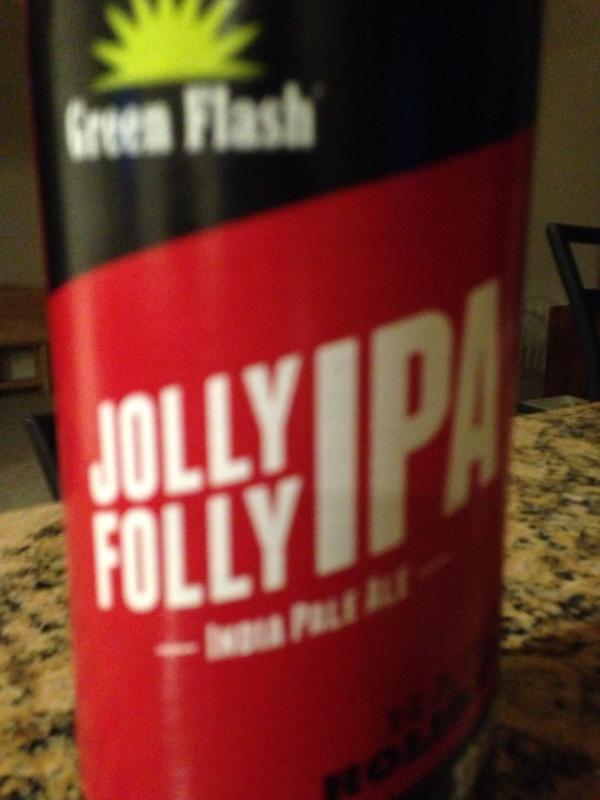 Green Flash
JOLLY
FOLLY
IPA
— INDIA PALE ALE —